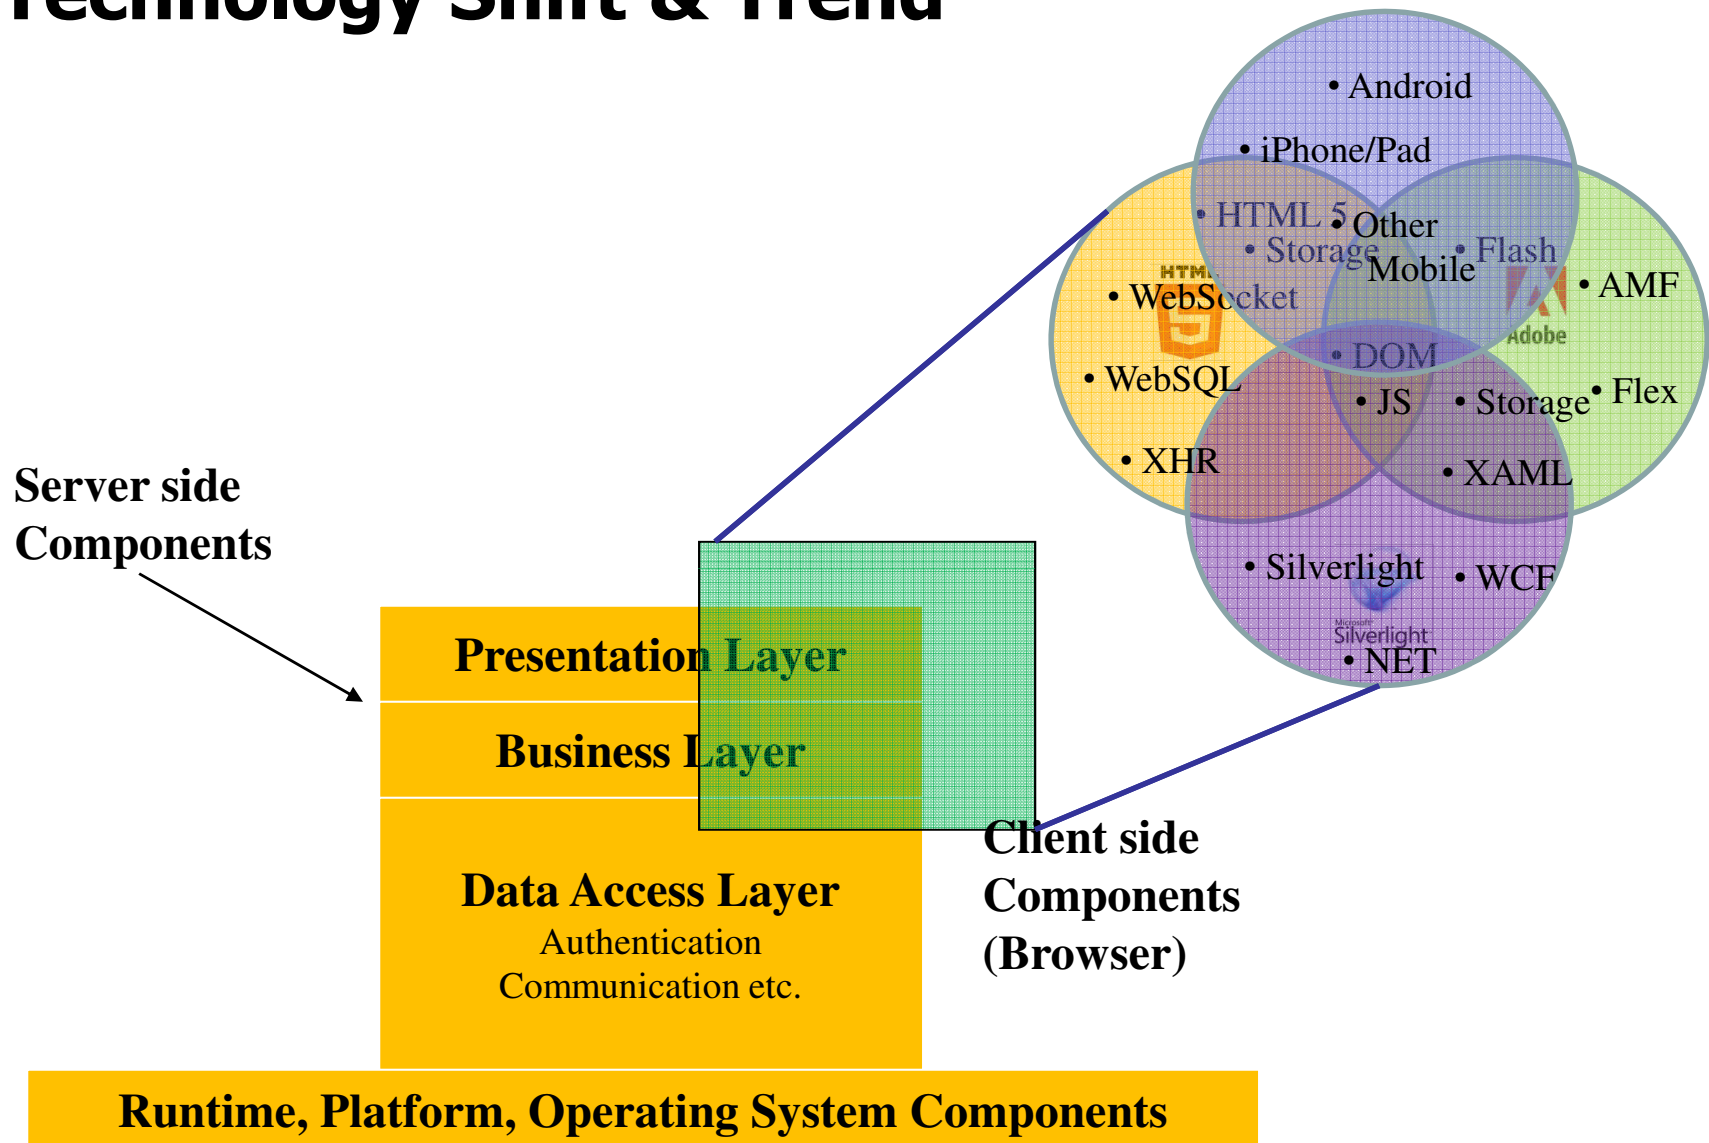 Technology Shift & Trend
• Android
• iPhone/Pad
• HTML 5
• Storage
• Other
Mobile
• Flash
HTML
• WebSocket
• AMF
Adobe
• WebSQL
• DOM
• JS
• Storage
• Flex
• XHR
• XAML
• Silverlight
• WCF
Microsoft
Silverlight
• NET
Server side
Components
Presentation Layer
Business Layer
Data Access Layer
Authentication
Communication etc.
Client side
Components
(Browser)
Runtime, Platform, Operating System Components